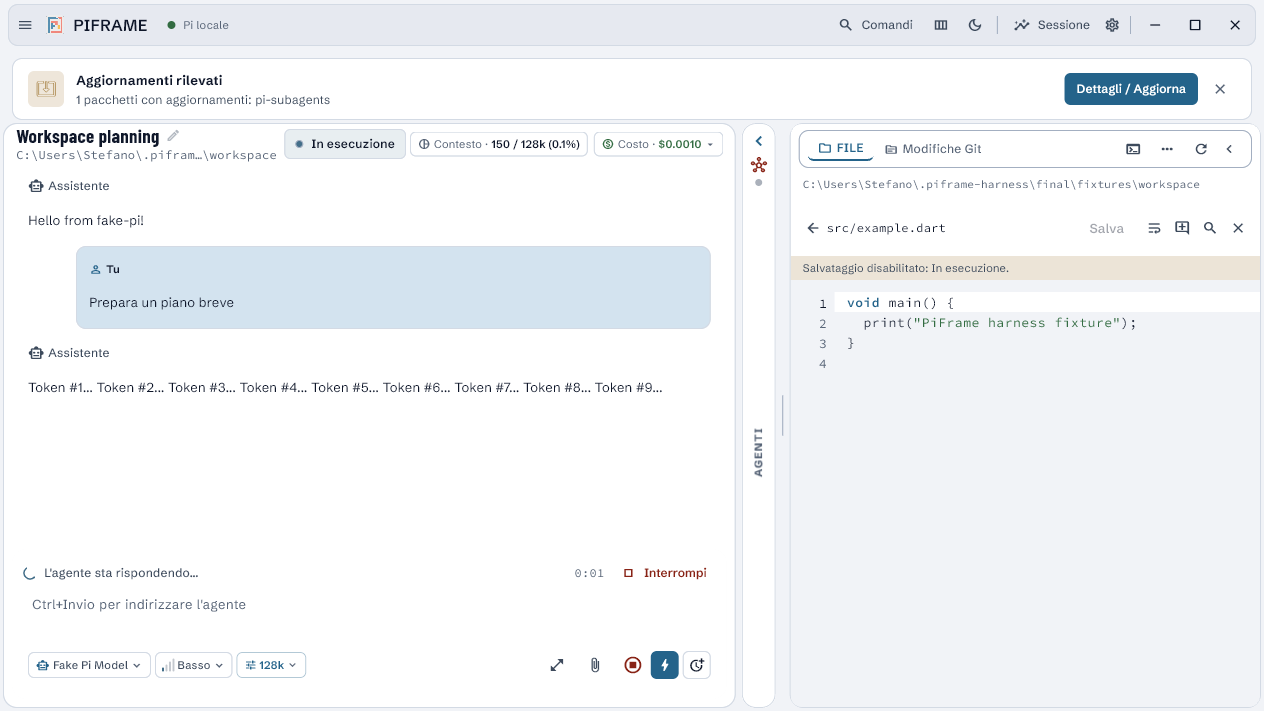 PIFRAME
Pi locale
Comandi
Sessione
Aggiornamenti rilevati
1 pacchetti con aggiornamenti: pi-subagents
Dettagli / Aggiorna
Workspace planning
C:\Users\Stefano\.pifram…\workspace
In esecuzione
Contesto · 150 / 128k (0.1%)
Costo · $0.0010
Assistente
Hello from fake-pi!
Tu
Prepara un piano breve
Assistente
Token #1... Token #2... Token #3... Token #4... Token #5... Token #6... Token #7... Token #8... Token #9...
L'agente sta rispondendo...
0:01
Interrompi
Ctrl+Invio per indirizzare l'agente
Fake Pi Model
Basso
128k
AGENTI
FILE
Modifiche Git
C:\Users\Stefano\.piframe-harness\final\fixtures\workspace
src/example.dart
Salva
Salvataggio disabilitato: In esecuzione.
1 void main() {
2   print("PiFrame harness fixture");
3 }
4